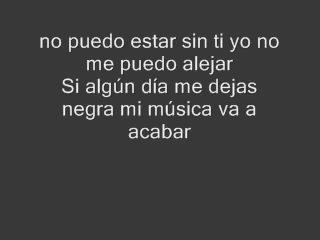 no puedo estar sin ti yo no
me puedo alejar
Si algún día me dejas
negra mi música va a
acabar